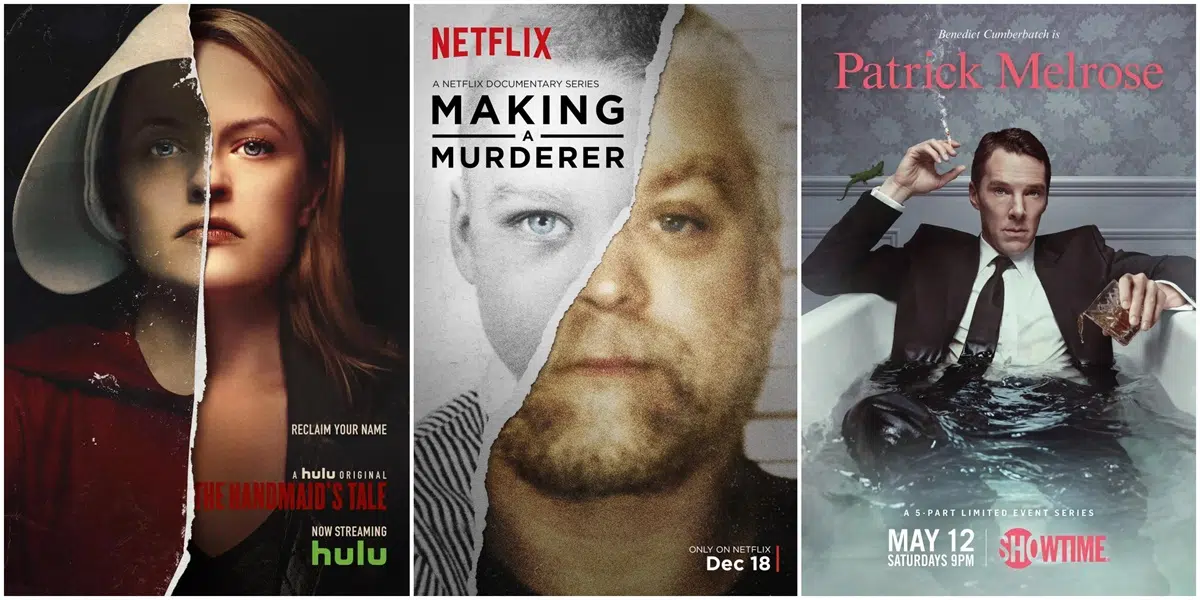 RECLAIM YOUR NAME
A hulu ORIGINAL
THE HANDMAID'S TALE
NOW STREAMING
hulu
NETFLIX
A NETFLIX DOCUMENTARY SERIES
MAKING
A
MURDERER
ONLY ON NETFLIX
Dec 18
Benedict Cumberbatch is
Patrick Melrose
A 5-PART LIMITED EVENT SERIES
MAY 12
SATURDAYS 9PM
SHOWTIME